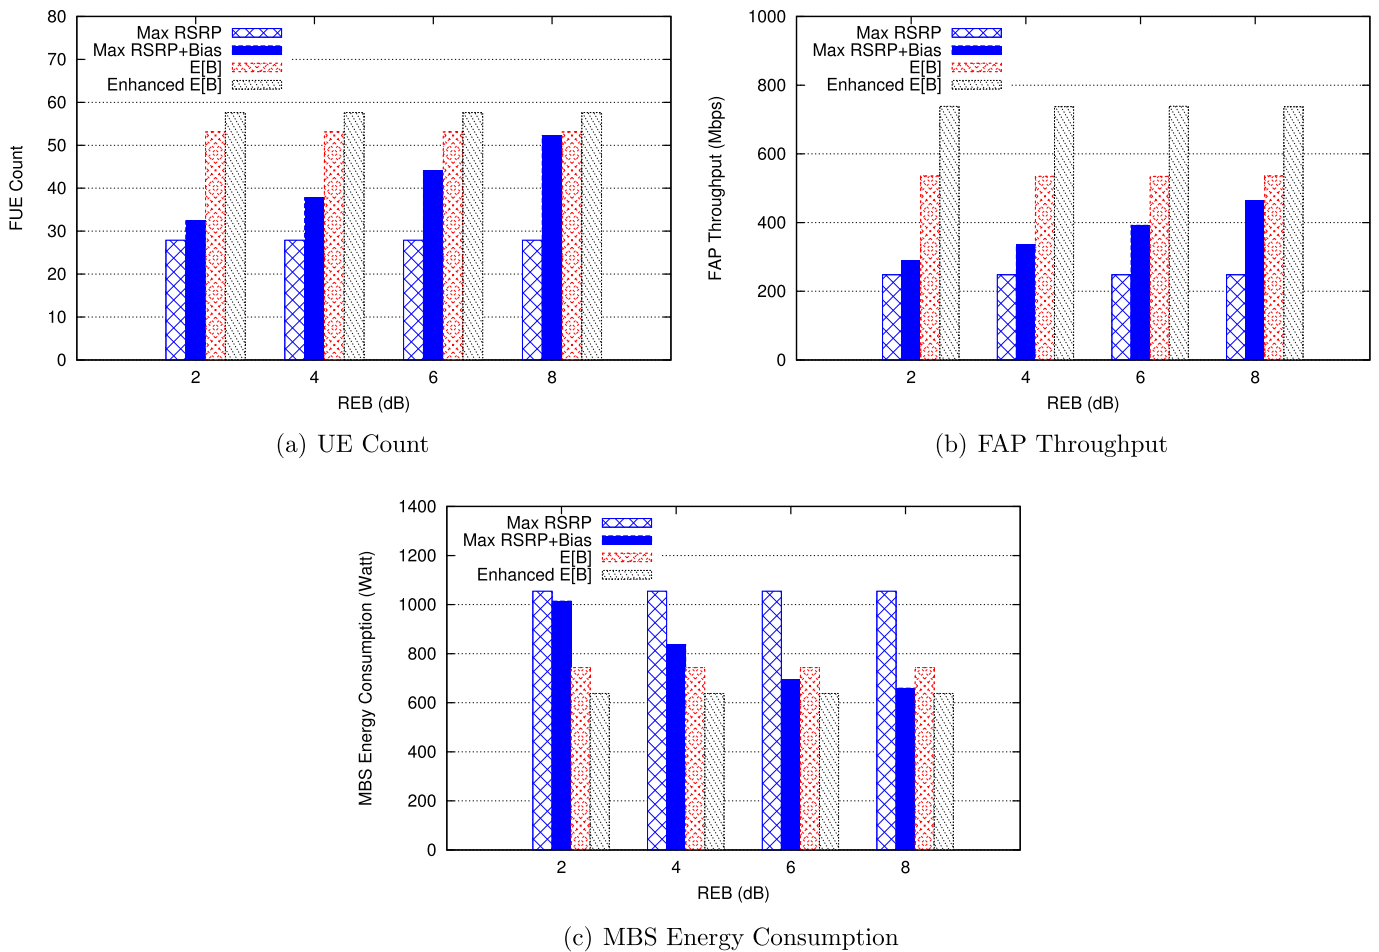 80
70
60
50
40
30
20
10
0
FUE Count
Max RSRP
Max RSRP+Bias
E[B]
Enhanced E[B]
2 4 6 8
REB (dB)
(a) UE Count
1000
800
600
400
200
0
FAP Throughput (Mbps)
Max RSRP
Max RSRP+Bias
E[B]
Enhanced E[B]
2 4 6 8
REB (dB)
(b) FAP Throughput
1400
1200
1000
800
600
400
200
0
MBS Energy Consumption (Watt)
Max RSRP
Max RSRP+Bias
E[B]
Enhanced E[B]
2 4 6 8
REB (dB)
(c) MBS Energy Consumption